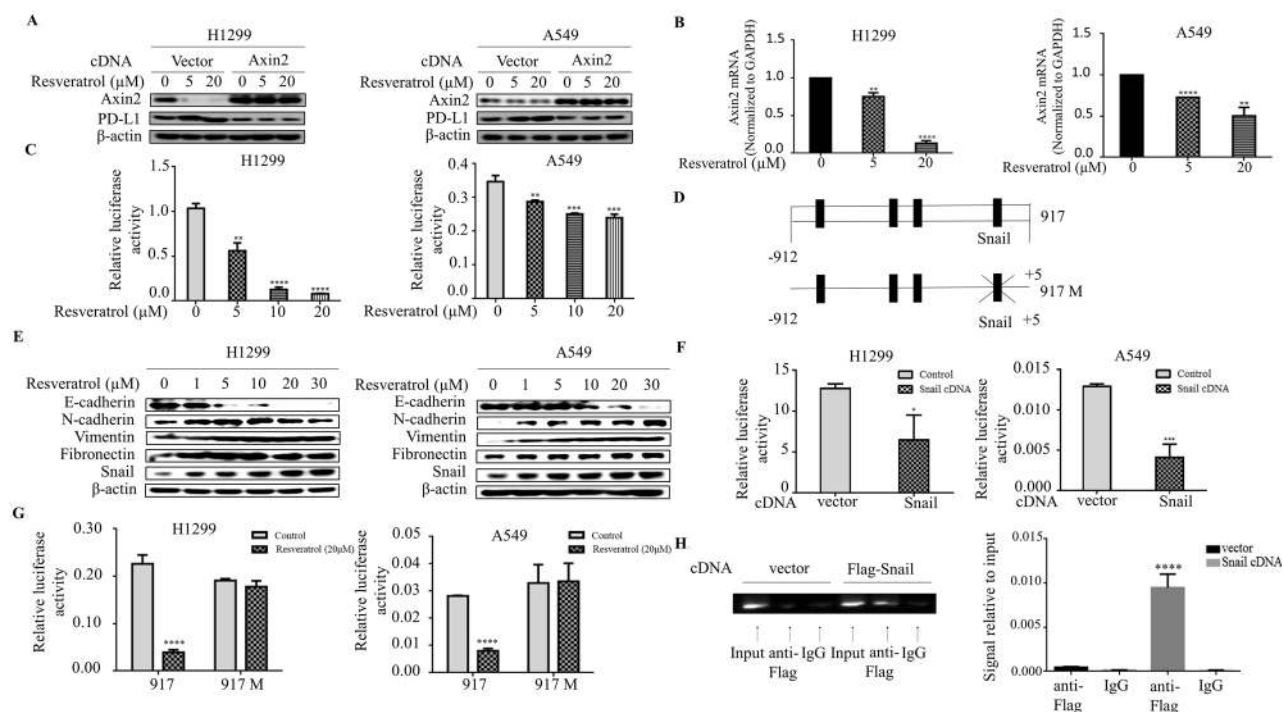 A
H1299
cDNA Vector Axin2
Resveratrol (µM) 0 5 20 0 5 20
Axin2
PD-L1
β-actin
A549
cDNA Vector Axin2
Resveratrol (µM) 0 5 20 0 5 20
Axin2
PD-L1
β-actin
B
H1299
Axin2 mRNA
(Normalized to GAPDH)
1.5
1.0
0.5
0.0
**
****
Resveratrol 0 5 20
(µM)
A549
Axin2 mRNA
(Normalized to GAPDH)
1.5
1.0
0.5
0.0
****
**
Resveratrol 0 5 20
(µM)
C
H1299
Relative luciferase
activity
1.5
1.0
0.5
0.0
**
****
****
Resveratrol (µM) 0 5 10 20
A549
Relative luciferase
activity
0.4
0.3
0.2
0.1
0.0
**
***
***
Resveratrol (µM) 0 5 10 20
D
917
Snail
-912 +5
917 M
-912 Snail +5
E
H1299
Resveratrol (µM) 0 1 5 10 20 30
E-cadherin
N-cadherin
Vimentin
Fibronectin
Snail
β-actin
A549
Resveratrol (µM) 0 1 5 10 20 30
E-cadherin
N-cadherin
Vimentin
Fibronectin
Snail
β-actin
F
H1299
Control
Snail cDNA
Relative luciferase
activity
15
10
5
0
*
cDNA vector Snail
A549
Control
Snail cDNA
Relative luciferase
activity
0.015
0.010
0.005
0.000
***
cDNA vector Snail
G
H1299
Control
Resveratrol (20µM)
Relative luciferase
activity
0.30
0.20
0.10
0.00
****
917 917 M
A549
Control
Resveratrol (20µM)
Relative luciferase
activity
0.05
0.04
0.03
0.02
0.01
0.00
****
917 917 M
H
cDNA vector Flag-Snail
Input anti- IgG Input anti- IgG
Flag Flag
vector
Snail cDNA
Signal relative to input
0.015
0.010
0.005
0.000
****
anti- IgG anti- IgG
Flag Flag